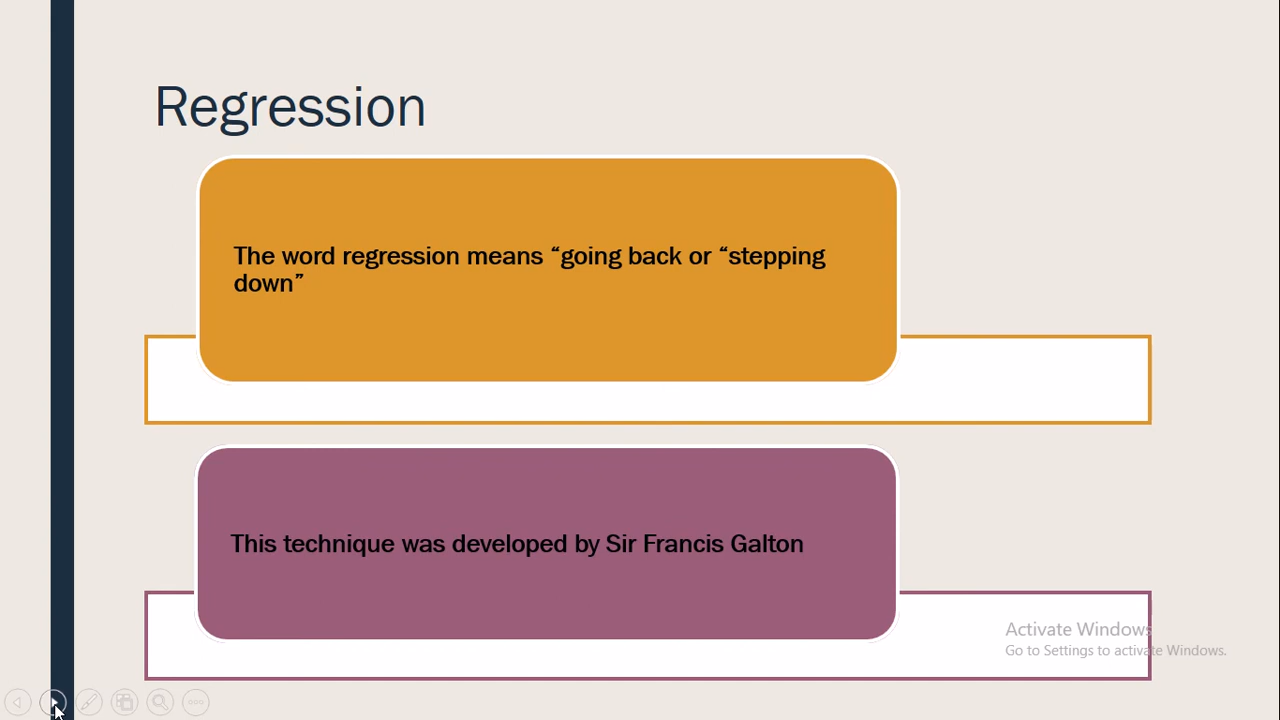 Regression
The word regression means “going back or “stepping
down”
This technique was developed by Sir Francis Galton
Activate Windows
Go to Settings to activate Windows.